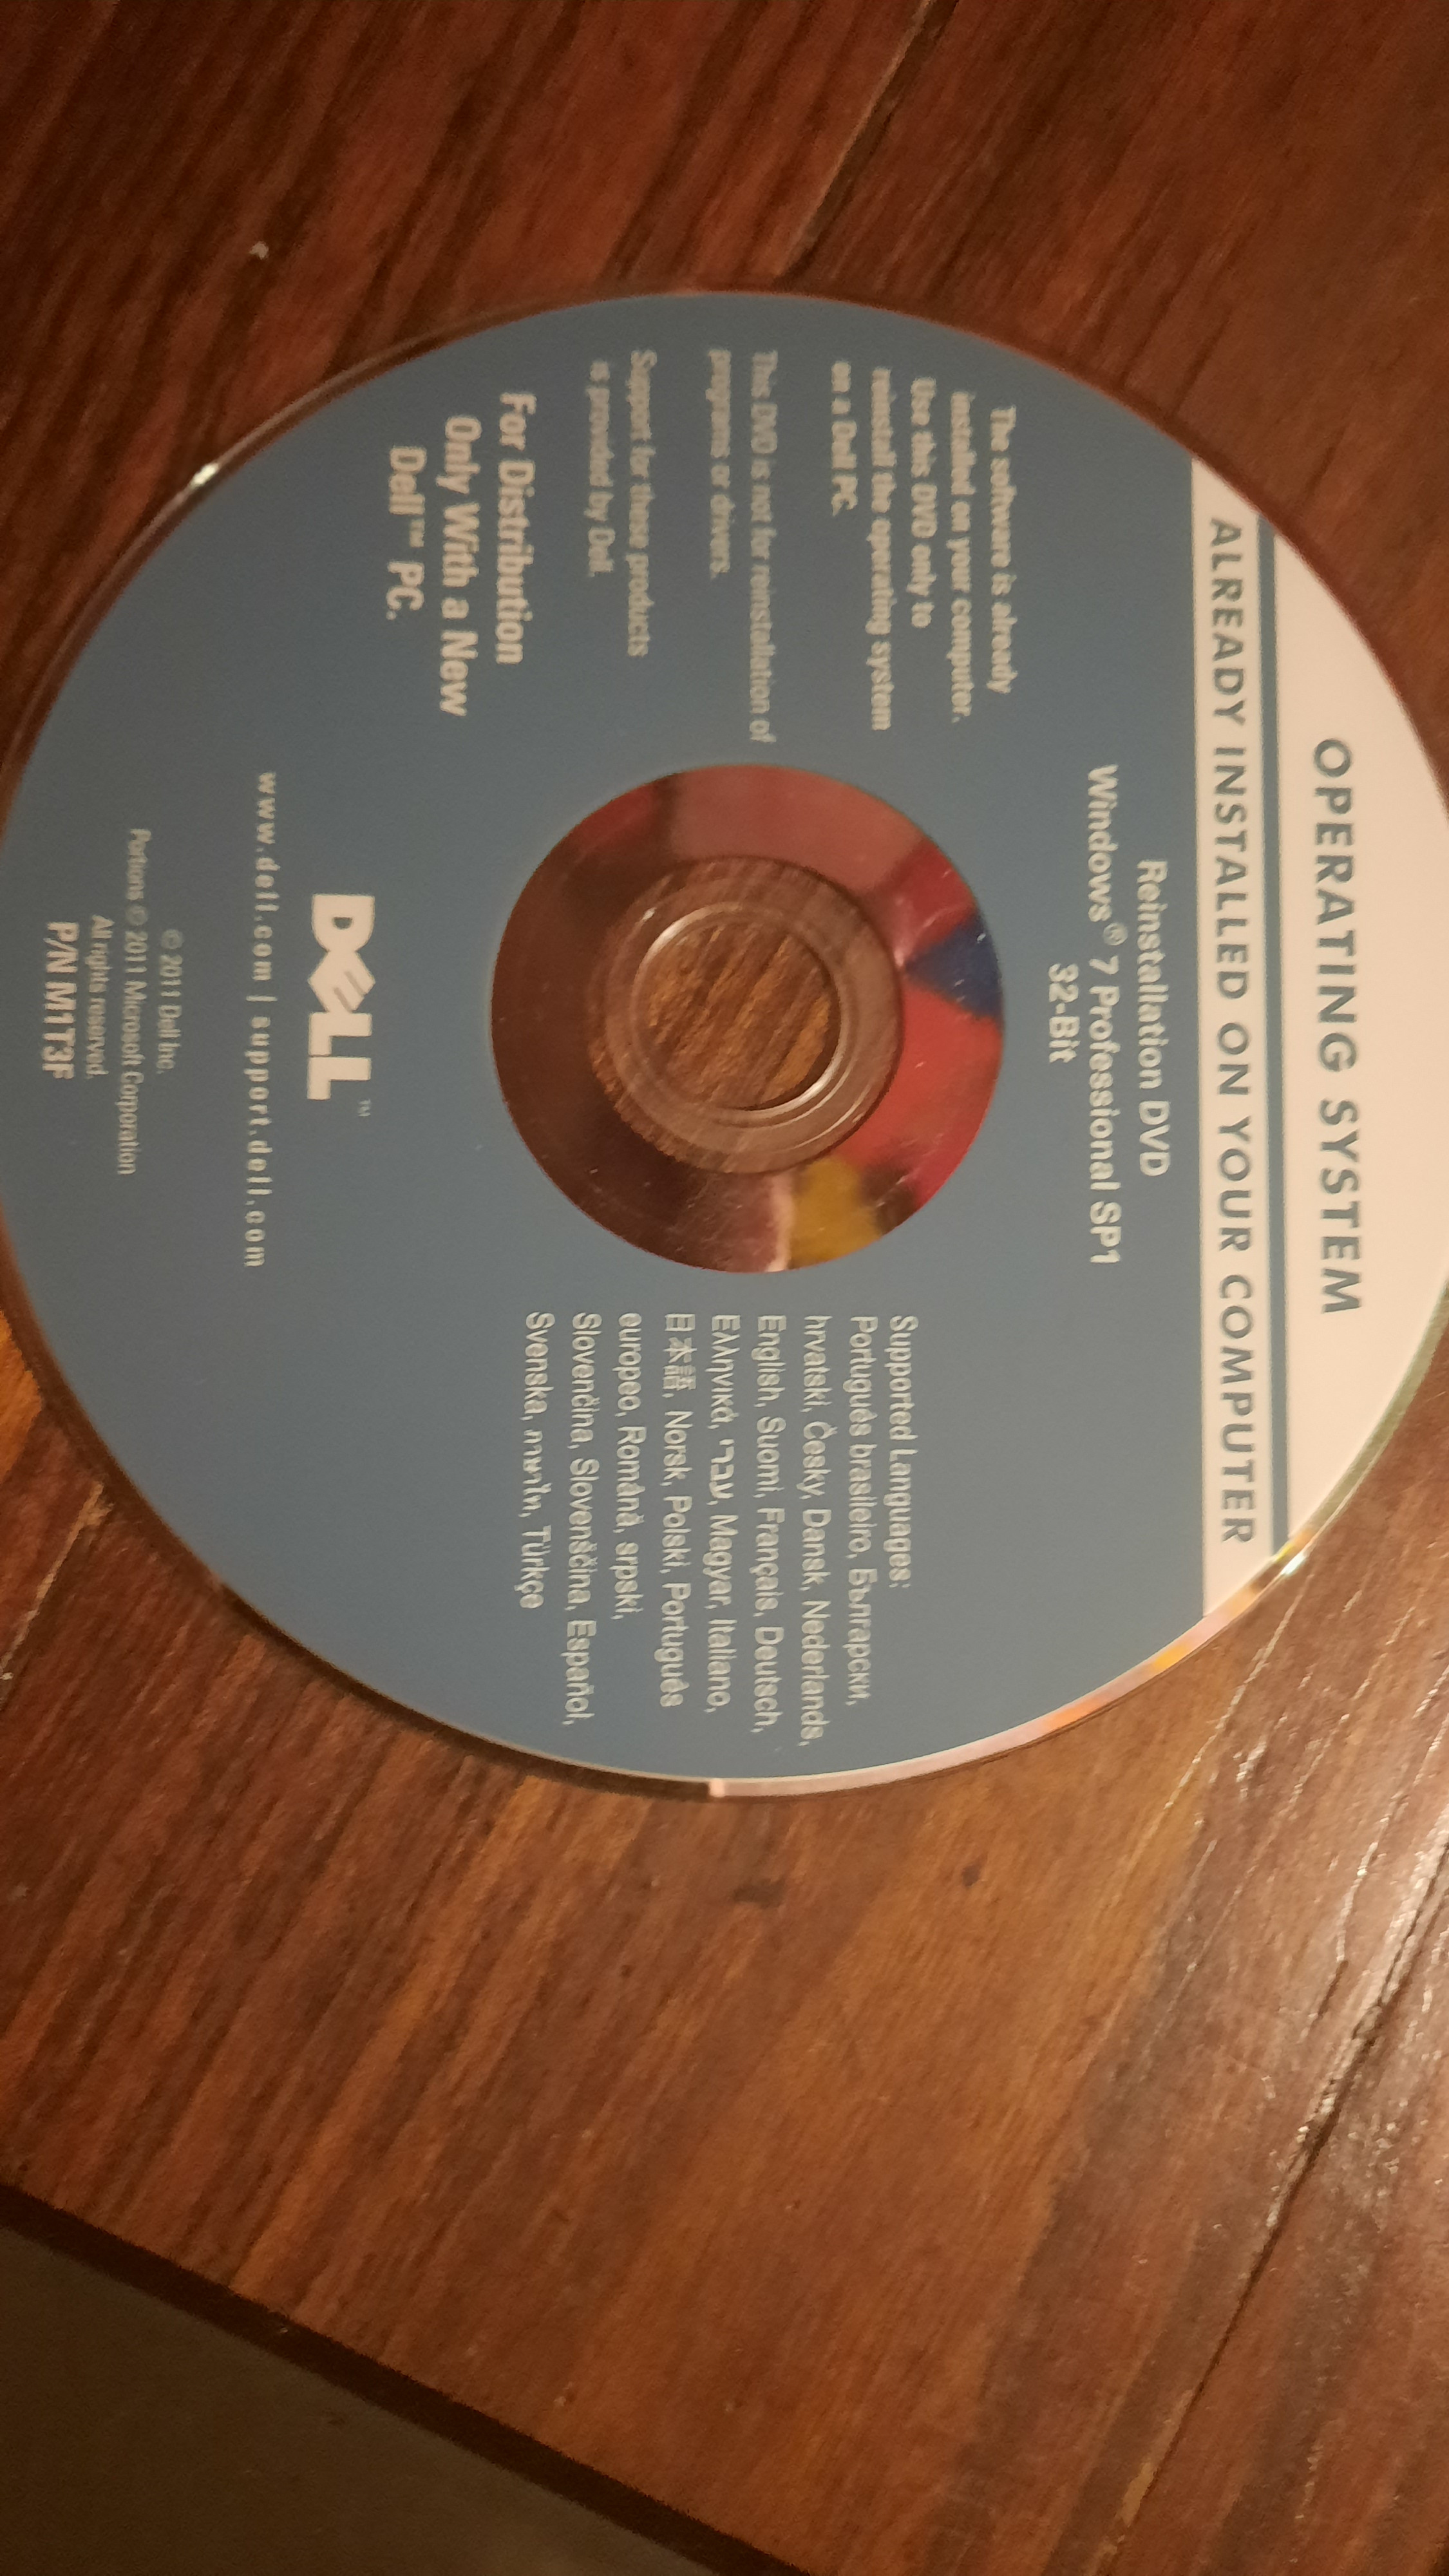 OPERATING SYSTEM
ALREADY INSTALLED ON YOUR COMPUTER
Reinstallation DVD
Windows® 7 Professional SP1
32-Bit
The software is already
installed on your computer.
Use this DVD only to
reinstall the operating system
on a Dell PC.
This DVD is not for reinstallation of
programs or drivers.
Support for these products
is provided by Dell.
For Distribution
Only With a New
Dell™ PC.
Supported Languages:
Português brasileiro, Български,
hrvatski, Česky, Dansk, Nederlands,
English, Suomi, Français, Deutsch,
Ελληνικά, עברי, Magyar, Italiano,
日本語, Norsk, Polski, Português
europeo, Română, srpski,
Slovenčina, Slovenščina, Español,
Svenska, ภาษาไทย, Türkçe
DELL™
www.dell.com | support.dell.com
© 2011 Dell Inc.
Portions © 2011 Microsoft Corporation
All rights reserved.
P/N M1T3F